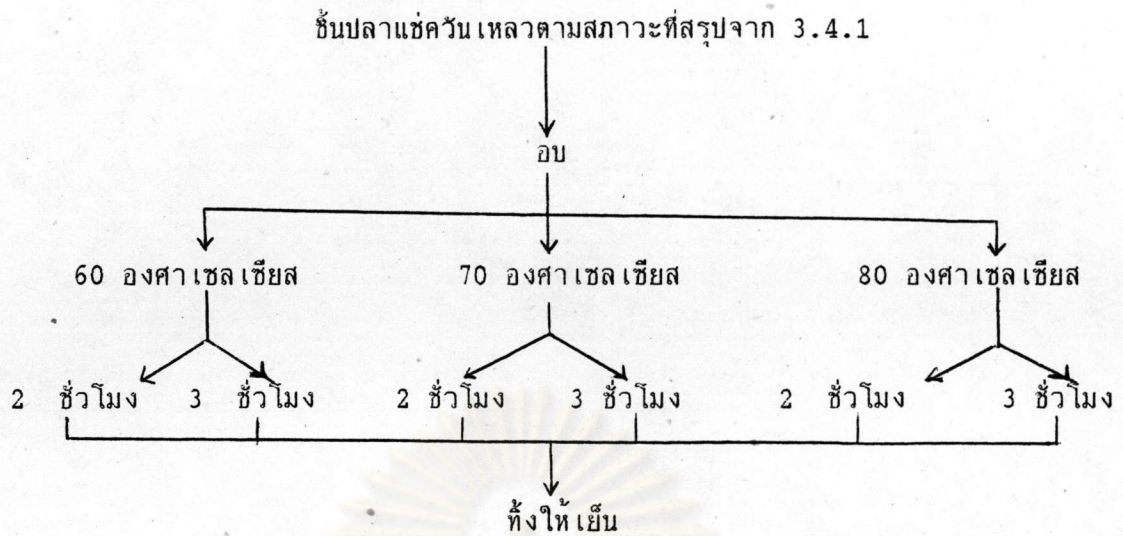 ชิ้นปลาแช่ควันเหลวตามสภาวะที่สรุปจาก 3.4.1
อบ
60 องศาเซลเซียส 70 องศาเซลเซียส 80 องศาเซลเซียส
2 ชั่วโมง 3 ชั่วโมง 2 ชั่วโมง 3 ชั่วโมง 2 ชั่วโมง 3 ชั่วโมง
ทิ้งให้เย็น